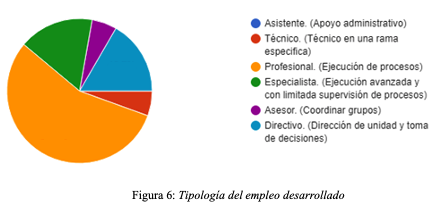 Asistente. (Apoyo administrativo)
Técnico. (Técnico en una rama
especifica)
Profesional. (Ejecución de procesos)
Especialista. (Ejecución avanzada y
con limitada supervisión de procesos)
Asesor. (Coordinar grupos)
Directivo. (Dirección de unidad y toma
de decisiones)
Figura 6: Tipología del empleo desarrollado